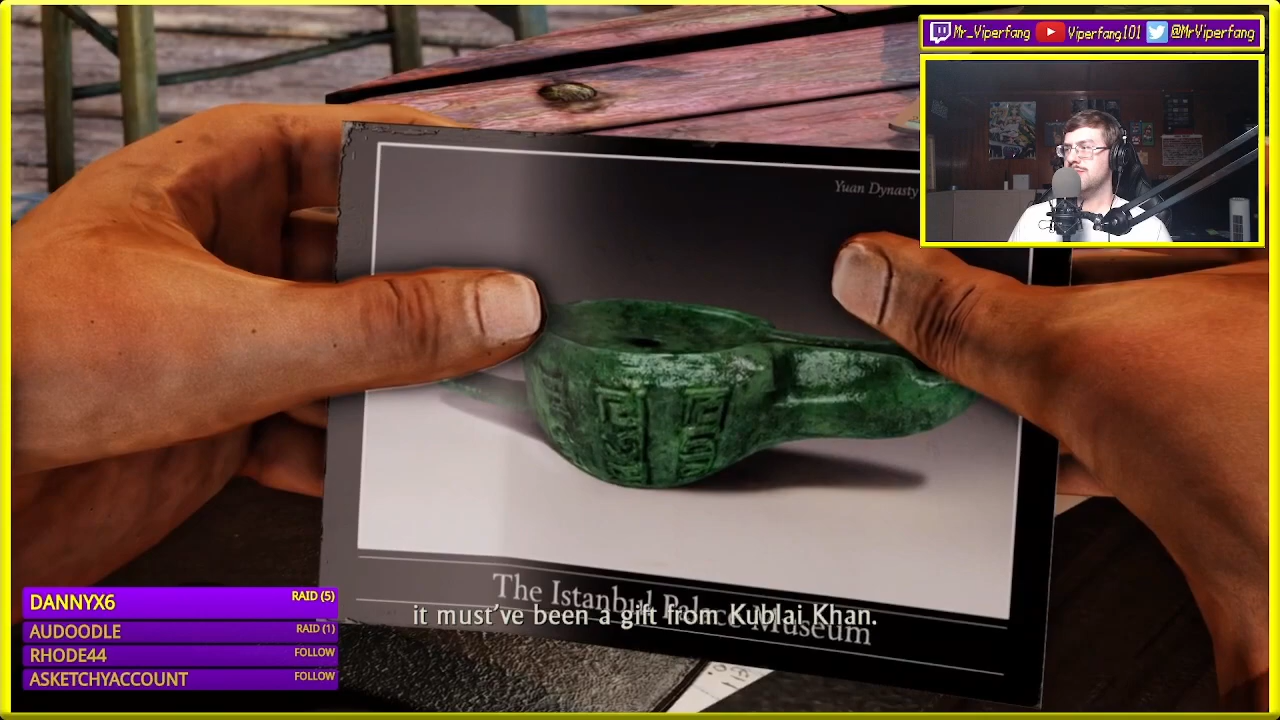 Mr_Viperfang Viperfang101 @MrViperfang
Yuan Dynasty
The Istanbul Palace Museum
it must've been a gift from Kublai Khan.
DANNYX6 RAID (5)
AUDOODLE RAID (1)
RHODE44 FOLLOW
ASKETCHYACCOUNT FOLLOW